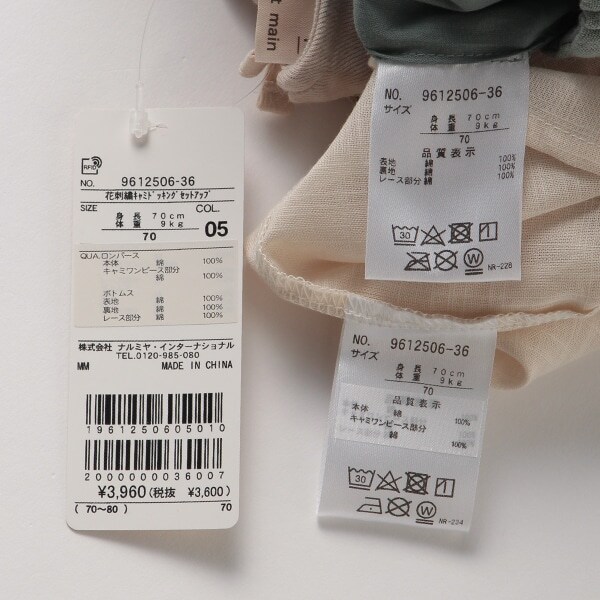 t main
RFID
NO. 9612506-36
花刺繍キャミドッキングセットアップ
SIZE
COL.
身 長 70cm
体 重 9kg
70
05
QUA.ロンパース
本体 綿 100%
キャミワンピース部分
綿 100%
ボトムス
表地 綿 100%
裏地 綿 100%
レース部分 綿 100%
株式会社 ナルミヤ・インターナショナル
TEL.0120-985-080
MM MADE IN CHINA
1961250605010
2000000036007
¥3,960(税抜 ¥3,600)
(70〜80) 70
NO. 9612506-36
サイズ
身 長 70cm
体 重 9kg
70
品質表示
表地 綿 100%
裏地 綿 100%
レース部分 綿 100%
30
W
NR-228
NO. 9612506-36
サイズ
身 長 70cm
体 重 9kg
70
品質表示
本体 綿 100%
キャミワンピース部分
綿 100%
30
W
NR-224